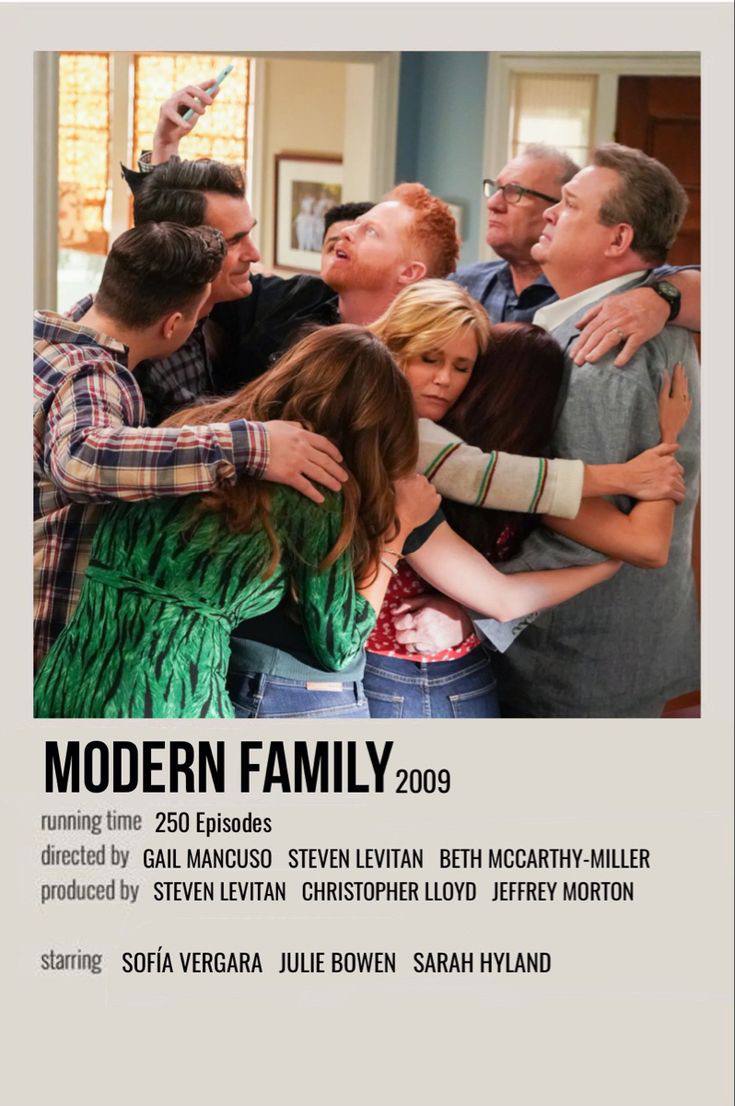 MODERN FAMILY 2009
running time 250 Episodes
directed by GAIL MANCUSO STEVEN LEVITAN BETH MCCARTHY-MILLER
produced by STEVEN LEVITAN CHRISTOPHER LLOYD JEFFREY MORTON
starring SOFÍA VERGARA JULIE BOWEN SARAH HYLAND